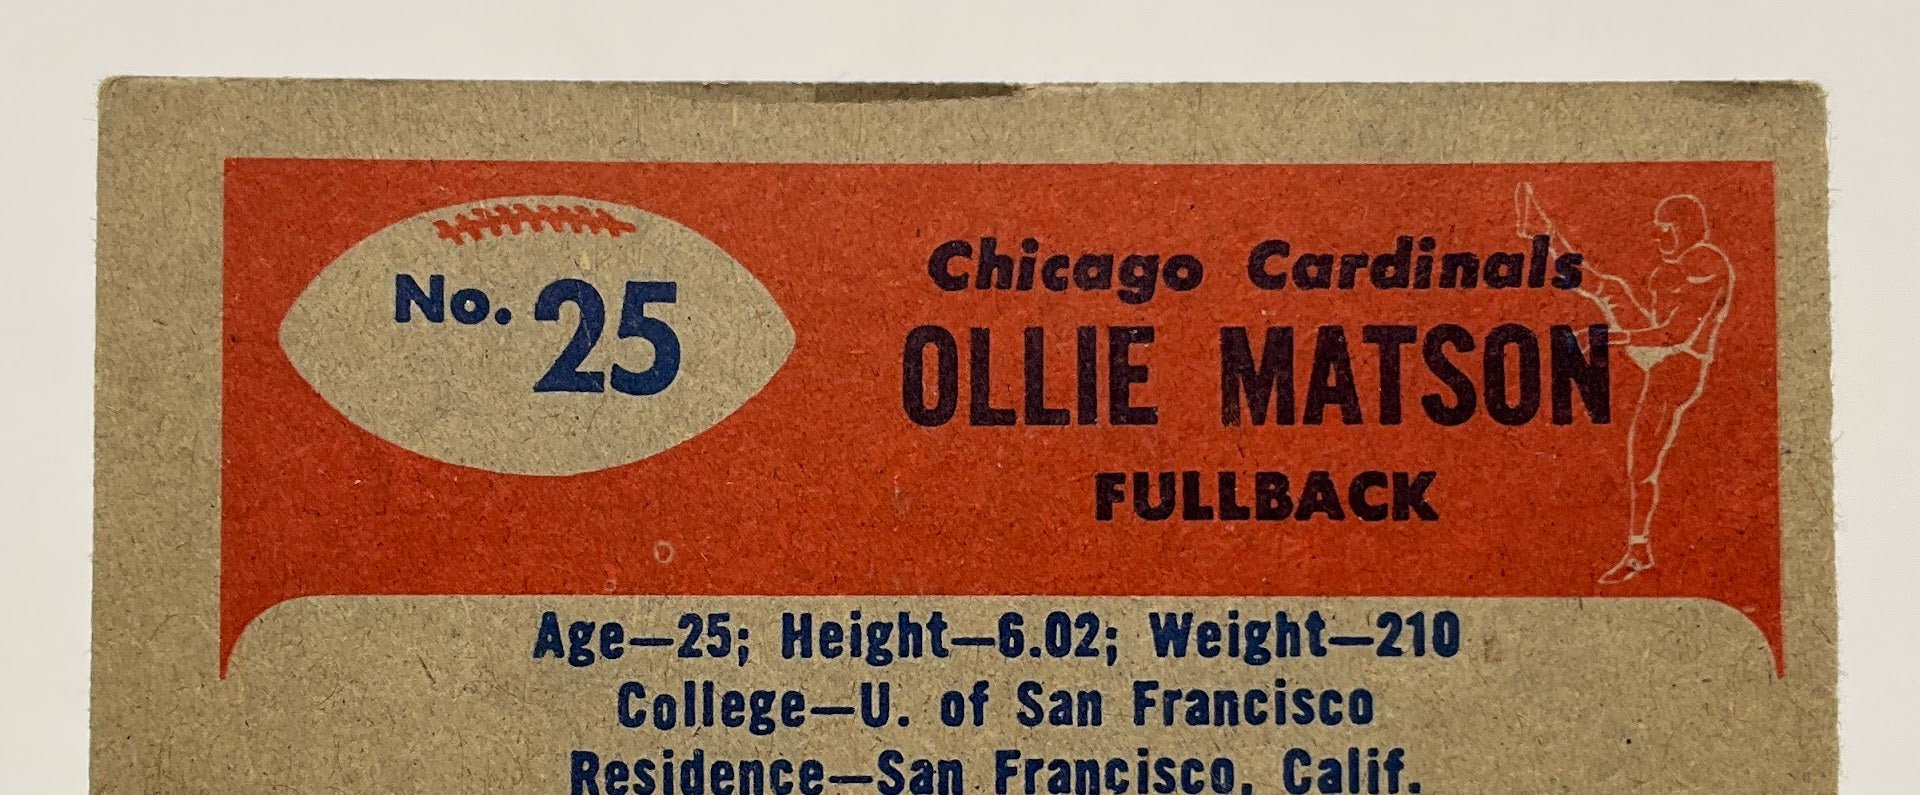 No. 25
Chicago Cardinals
OLLIE MATSON
FULLBACK
Age—25; Height—6.02; Weight—210
College—U. of San Francisco
Residence—San Francisco, Calif.